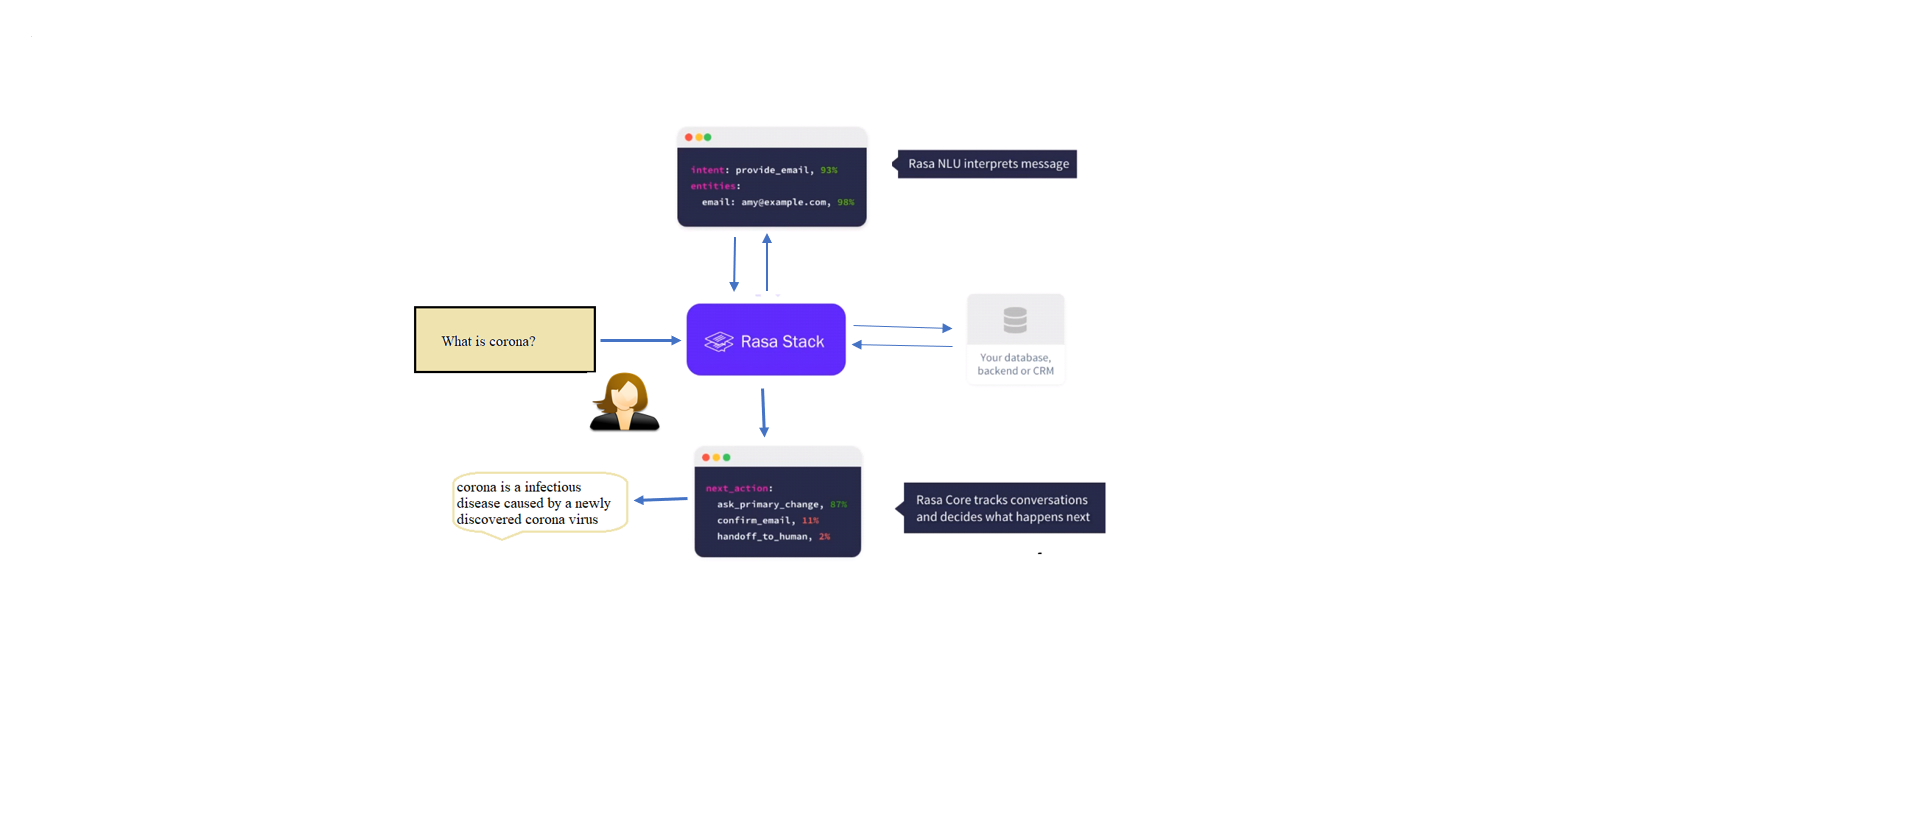 intent: provide_email, 93%
entities:
email: amy@example.com, 98%
Rasa NLU interprets message
What is corona?
Rasa Stack
Your database,
backend or CRM
corona is a infectious
disease caused by a newly
discovered corona virus
next_action:
ask_primary_change, 87%
confirm_email, 11%
handoff_to_human, 2%
Rasa Core tracks conversations
and decides what happens next
-